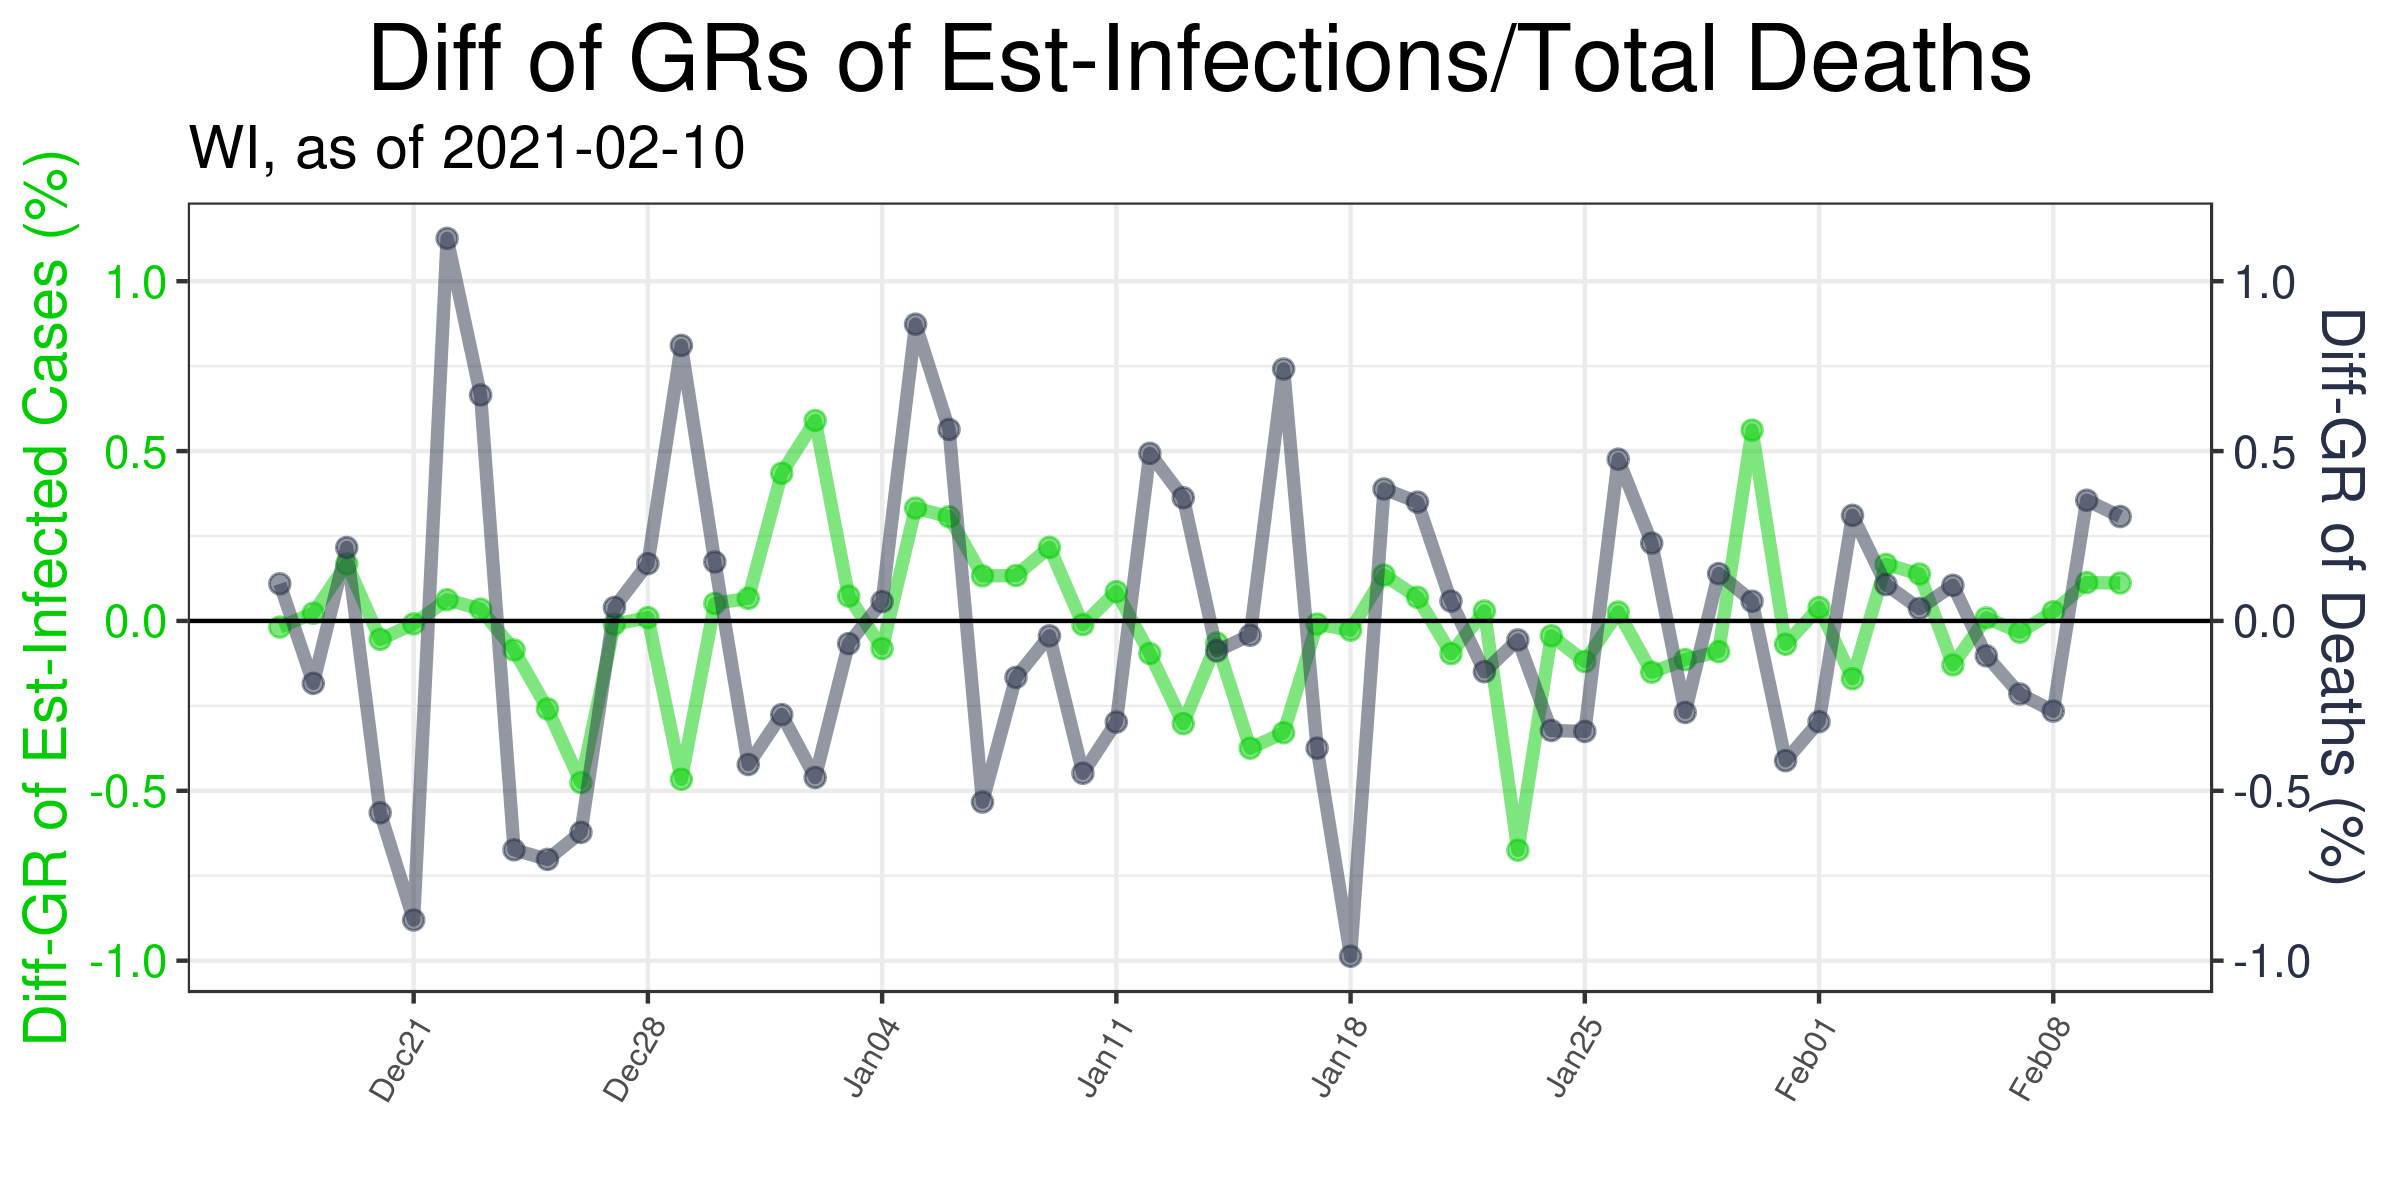 Diff of GRs of Est-Infections/Total Deaths
WI, as of 2021-02-10
Diff-GR of Est-Infected Cases (%)
1.0
0.5
0.0
-0.5
-1.0
1.0
0.5
0.0
-0.5
-1.0
Diff-GR of Deaths (%)
Dec21
Dec28
Jan04
Jan11
Jan18
Jan25
Feb01
Feb08